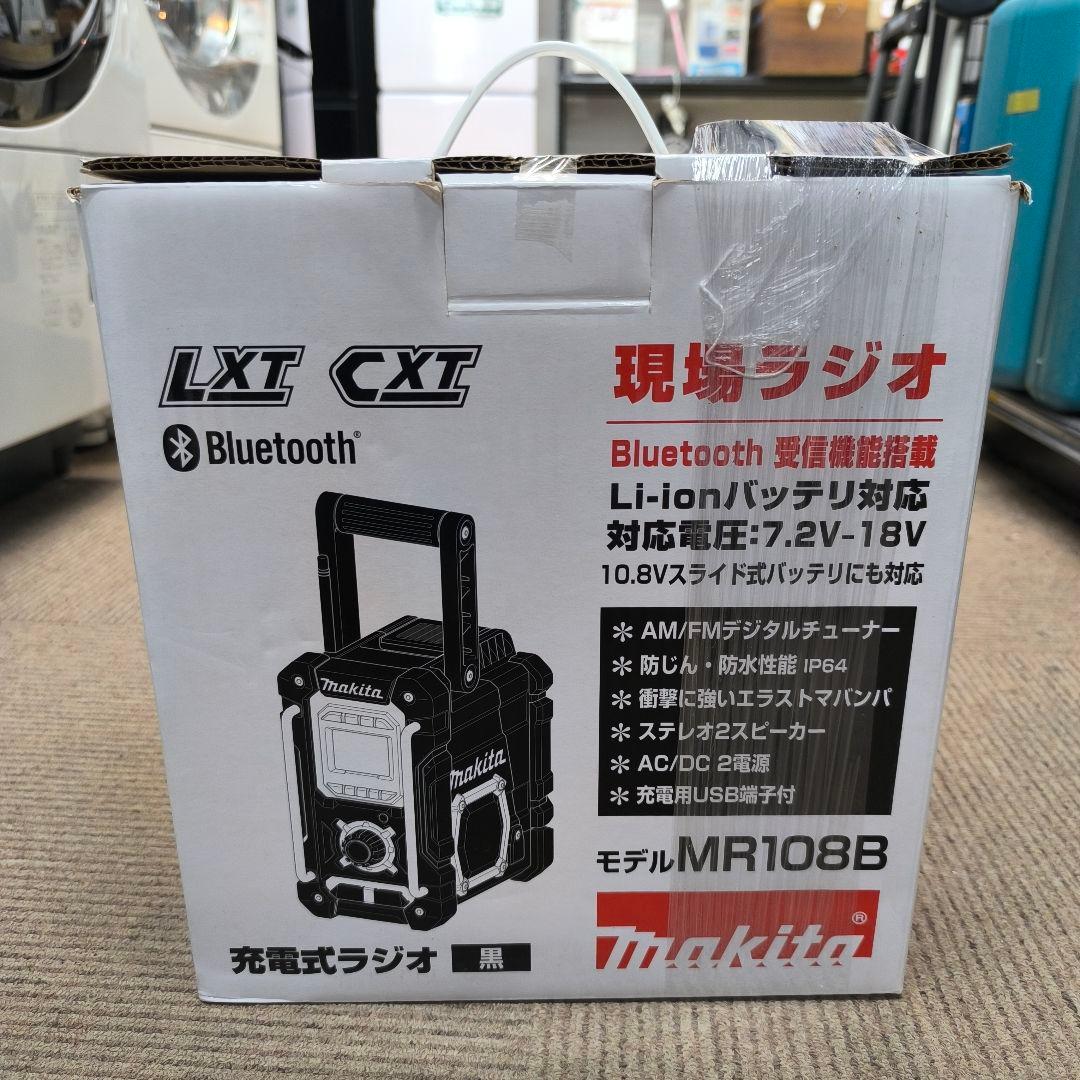 LXT CXT
Bluetooth®
現場ラジオ
Bluetooth 受信機能搭載
Li-ionバッテリ対応
対応電圧:7.2V-18V
10.8Vスライド式バッテリにも対応
＊ AM/FMデジタルチューナー
＊ 防じん・防水性能 IP64
＊ 衝撃に強いエラストマバンパ
＊ ステレオ2スピーカー
＊ AC/DC 2電源
＊ 充電用USB端子付
makita
makita
モデルMR108B
makita®
充電式ラジオ 黒